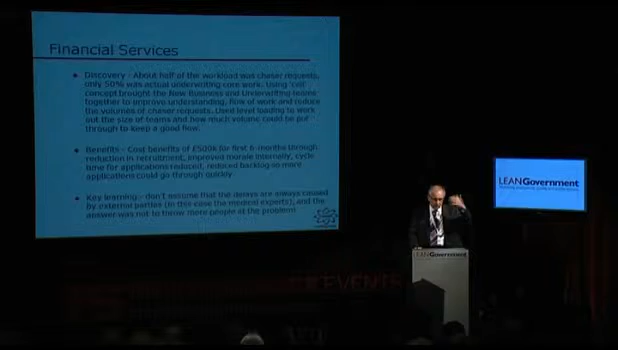 Financial Services
Discovery - About half of the workload was chaser requests,
only 50% was actual underwriting core work. Using 'cell'
concept brought the New Business and Underwriting teams
together to improve understanding, flow of work and reduce
the volumes of chaser requests. Used level loading to work
out the size of teams and how much volume could be put
through to keep a good flow.
Benefits - Cost benefits of £500k for first 6-months through
reduction in recruitment, improved morale internally, cycle
time for applications reduced, reduced backlog so more
applications could go through quickly
Key learning - don't assume that the delays are always caused
by external parties (in this case the medical experts), and the
answer was not to throw more people at the problem!
LEANGovernment
LEANGovernment
EVENTS